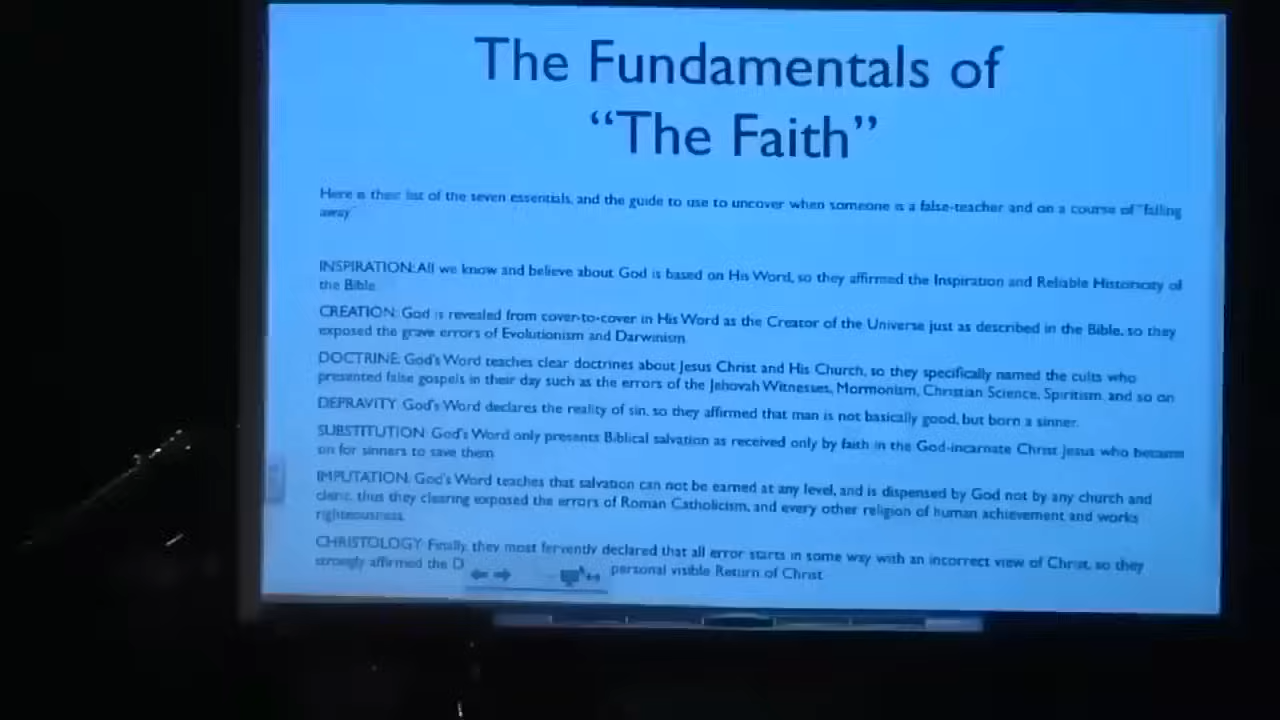 The Fundamentals of
“The Faith”
Here is their list of the seven essentials, and the guide to use to uncover when someone is a false-teacher and on a course of “falling
away
INSPIRATION: All we know and believe about God is based on His Word, so they affirmed the Inspiration and Reliable Historicity of
the Bible.
CREATION: God is revealed from cover-to-cover in His Word as the Creator of the Universe just as described in the Bible, so they
exposed the grave errors of Evolutionism and Darwinism.
DOCTRINE: God's Word teaches clear doctrines about Jesus Christ and His Church, so they specifically named the cults who
presented false gospels in their day such as the errors of the Jehovah Witnesses, Mormonism, Christian Science, Spiritism, and so on
DEPRAVITY: God's Word declares the reality of sin, so they affirmed that man is not basically good, but born a sinner.
SUBSTITUTION: God's Word only presents Biblical salvation as received only by faith in the God-incarnate Christ Jesus who became
sin for sinners to save them.
IMPUTATION: God's Word teaches that salvation can not be earned at any level, and is dispensed by God not by any church and
cleric, thus they clearing exposed the errors of Roman Catholicism, and every other religion of human achievement and works
righteousness.
CHRISTOLOGY: Finally, they most fervently declared that all error starts in some way with an incorrect view of Christ, so they
strongly affirmed the D personal visible Return of Christ.